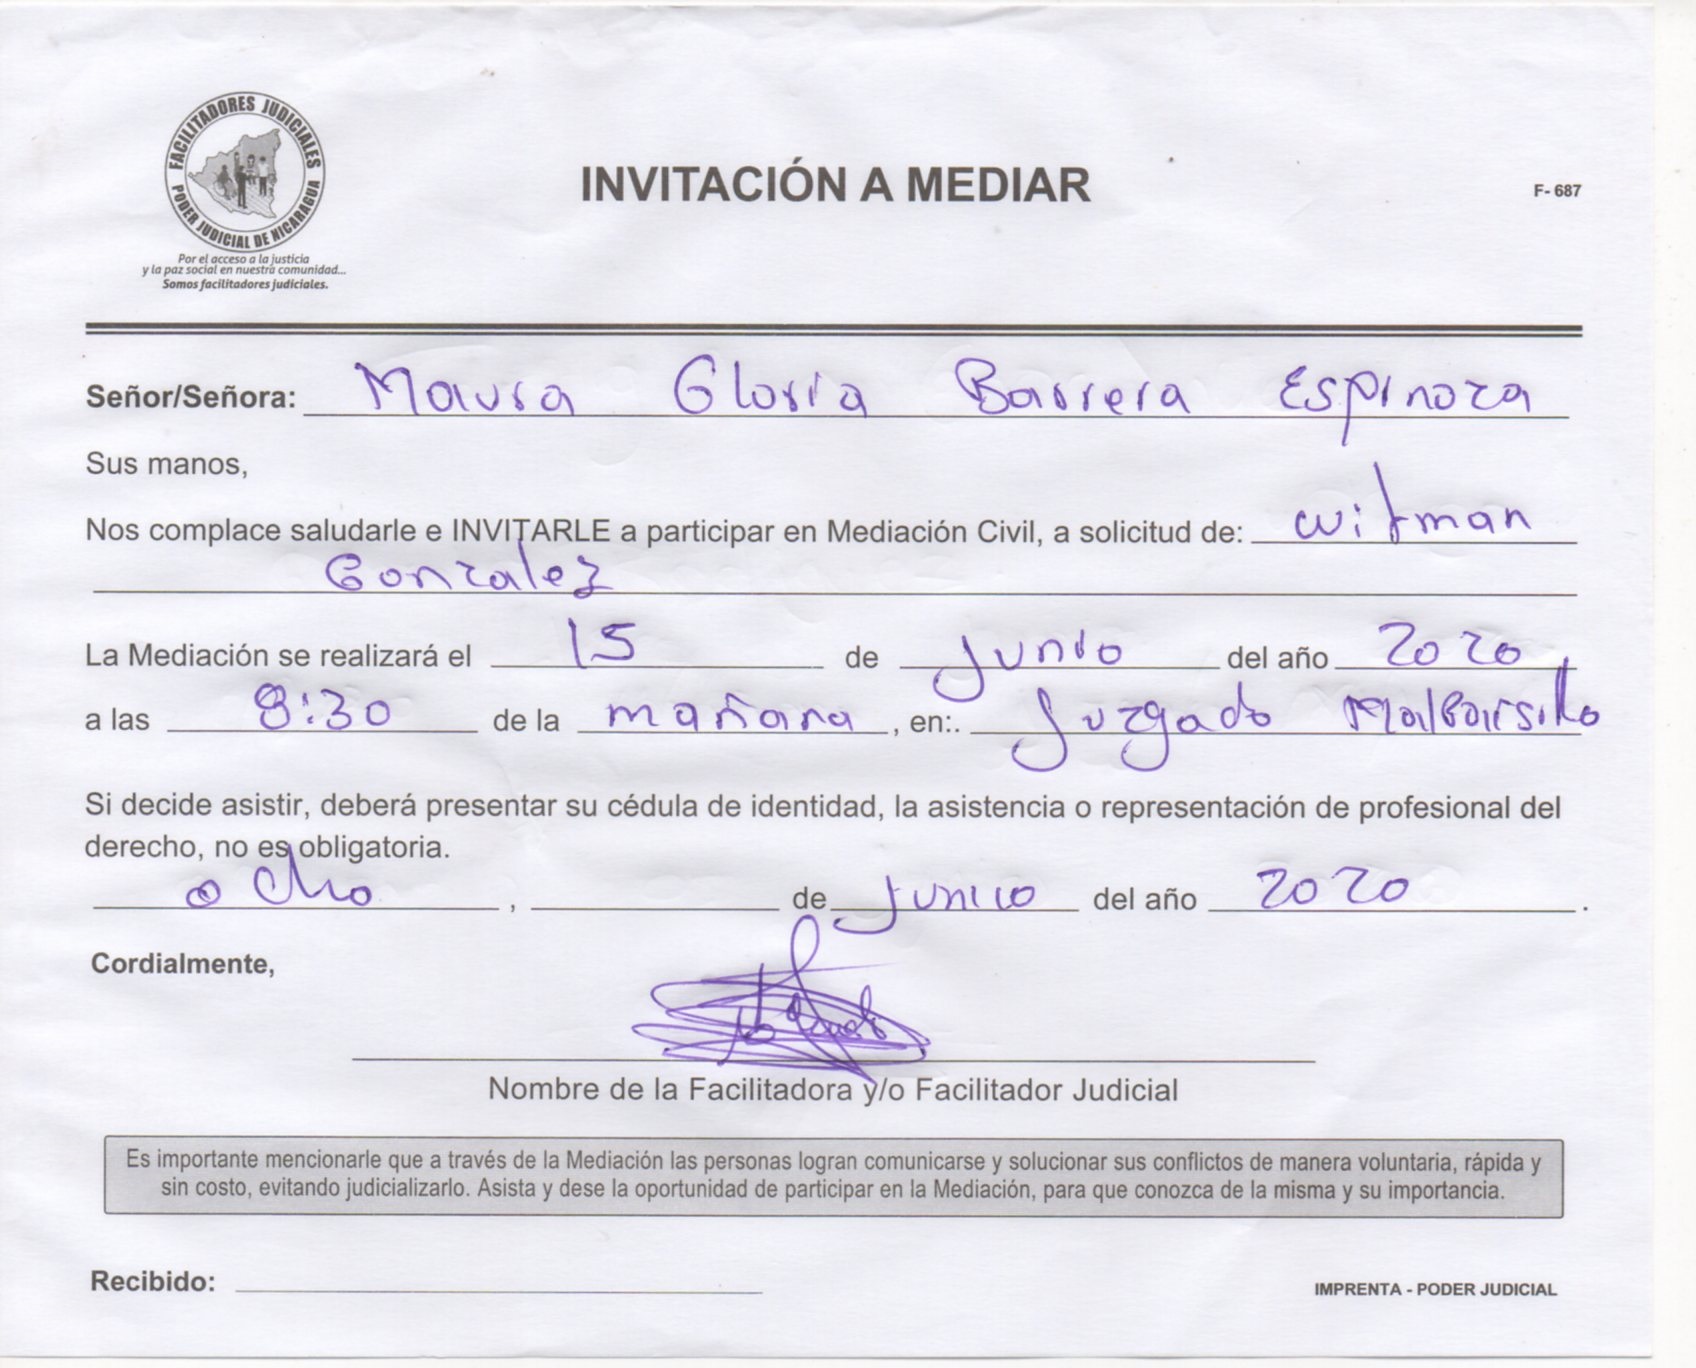 FACILITADORES JUDICIALES
PODER JUDICIAL DE NICARAGUA
Por el acceso a la justicia
y la paz social en nuestra comunidad...
Somos facilitadores judiciales.
INVITACIÓN A MEDIAR
F- 687
Señor/Señora: Maura Gloria Barrera Espinoza
Sus manos,
Nos complace saludarle e INVITARLE a participar en Mediación Civil, a solicitud de: witman
Gonzalez
La Mediación se realizará el 15 de junio del año 2020
a las 8:30 de la mañana, en:. Juzgado
Si decide asistir, deberá presentar su cédula de identidad, la asistencia o representación de profesional del
derecho, no es obligatoria.
ocho, de junio del año 2020.
Cordialmente,
Nombre de la Facilitadora y/o Facilitador Judicial
Es importante mencionarle que a través de la Mediación las personas logran comunicarse y solucionar sus conflictos de manera voluntaria, rápida y
sin costo, evitando judicializarlo. Asista y dese la oportunidad de participar en la Mediación, para que conozca de la misma y su importancia.
Recibido:
IMPRENTA - PODER JUDICIAL